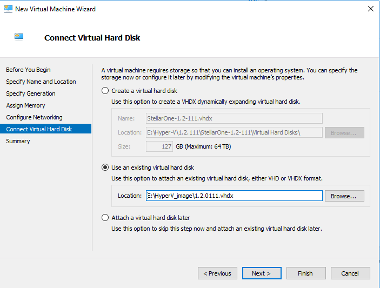 New Virtual Machine Wizard
Connect Virtual Hard Disk
Before You Begin
Specify Name and Location
Specify Generation
Assign Memory
Configure Networking
Connect Virtual Hard Disk
Summary
A virtual machine requires storage so that you can install an operating system. You can specify the
storage now or configure it later by modifying the virtual machine's properties.
Create a virtual hard disk
Use this option to create a VHDX dynamically expanding virtual hard disk.
Name: StellarOne-1.2-111.vhdx
Location: E:\Hyper-V\1.2.111\StellarOne-1.2-111\Virtual Hard Disks\ Browse...
Size: 127 GB (Maximum: 64 TB)
Use an existing virtual hard disk
Use this option to attach an existing virtual hard disk, either VHD or VHDX format.
Location: E:\HyperV_image\1.2.0111.vhdx Browse...
Attach a virtual hard disk later
Use this option to skip this step now and attach an existing virtual hard disk later.
< Previous Next > Finish Cancel